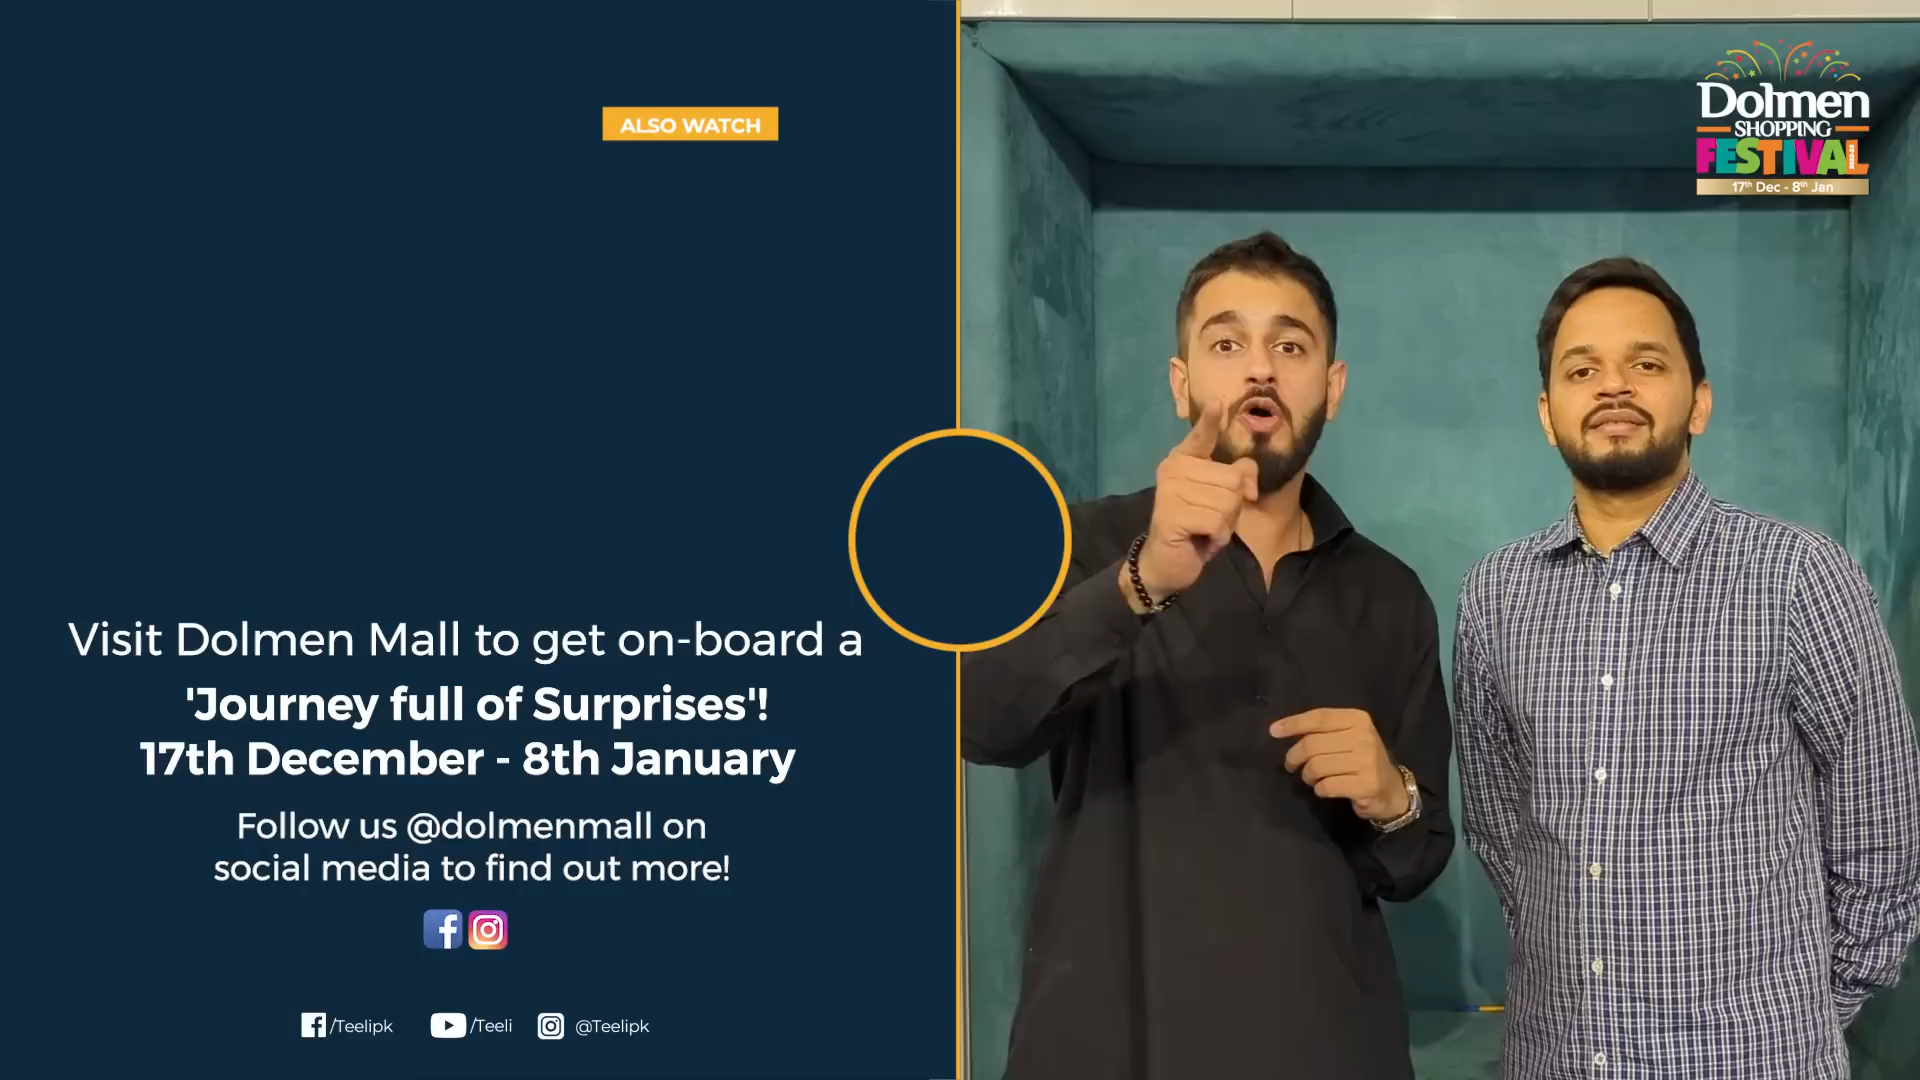 ALSO WATCH
Visit Dolmen Mall to get on-board a
'Journey full of Surprises'!
17th December - 8th January
Follow us @dolmenmall on
social media to find out more!
/Teelipk
/Teeli
@Teelipk
Dolmen
SHOPPING
FESTIVAL
17th Dec - 8th Jan